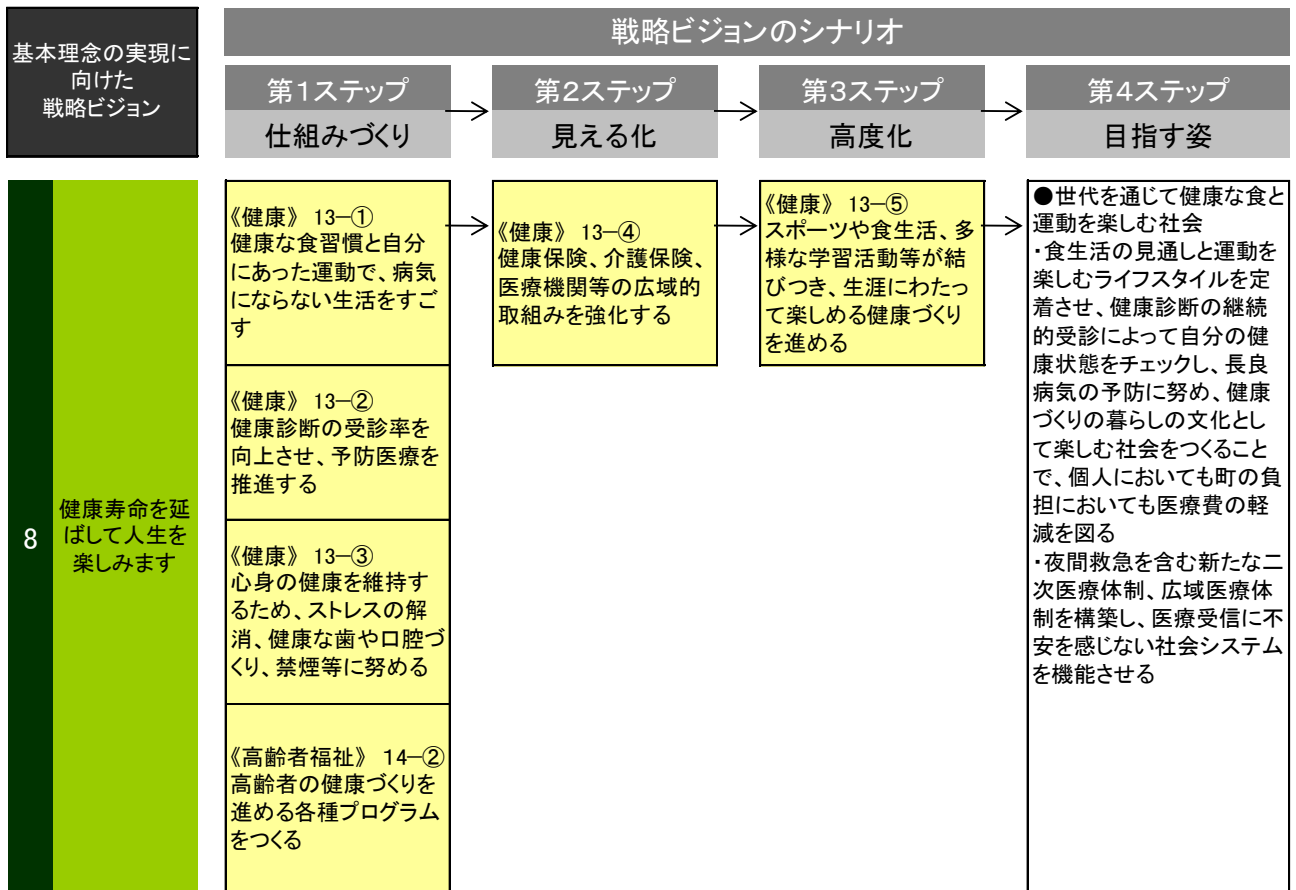 基本理念の実現に
向けた
戦略ビジョン
戦略ビジョンのシナリオ
第1ステップ
仕組みづくり
第2ステップ
見える化
第3ステップ
高度化
第4ステップ
目指す姿
8
健康寿命を延
ばして人生を
楽しみます
《健康》 13―①
健康な食習慣と自分
にあった運動で、病気
にならない生活をすご
す
《健康》 13―②
健康診断の受診率を
向上させ、予防医療を
推進する
《健康》 13―③
心身の健康を維持す
るため、ストレスの解
消、健康な歯や口腔づ
くり、禁煙等に努める
《高齢者福祉》 14―②
高齢者の健康づくりを
進める各種プログラム
をつくる
《健康》 13―④
健康保険、介護保険、
医療機関等の広域的
取組みを強化する
《健康》 13―⑤
スポーツや食生活、多
様な学習活動等が結
びつき、生涯にわたっ
て楽しめる健康づくり
を進める
●世代を通じて健康な食と
運動を楽しむ社会
・食生活の見通しと運動を
楽しむライフスタイルを定
着させ、健康診断の継続
的受診によって自分の健
康状態をチェックし、長良
病気の予防に努め、健康
づくりの暮らしの文化とし
て楽しむ社会をつくること
で、個人においても町の負
担においても医療費の軽
減を図る
・夜間救急を含む新たな二
次医療体制、広域医療体
制を構築し、医療受信に不
安を感じない社会システム
を機能させる